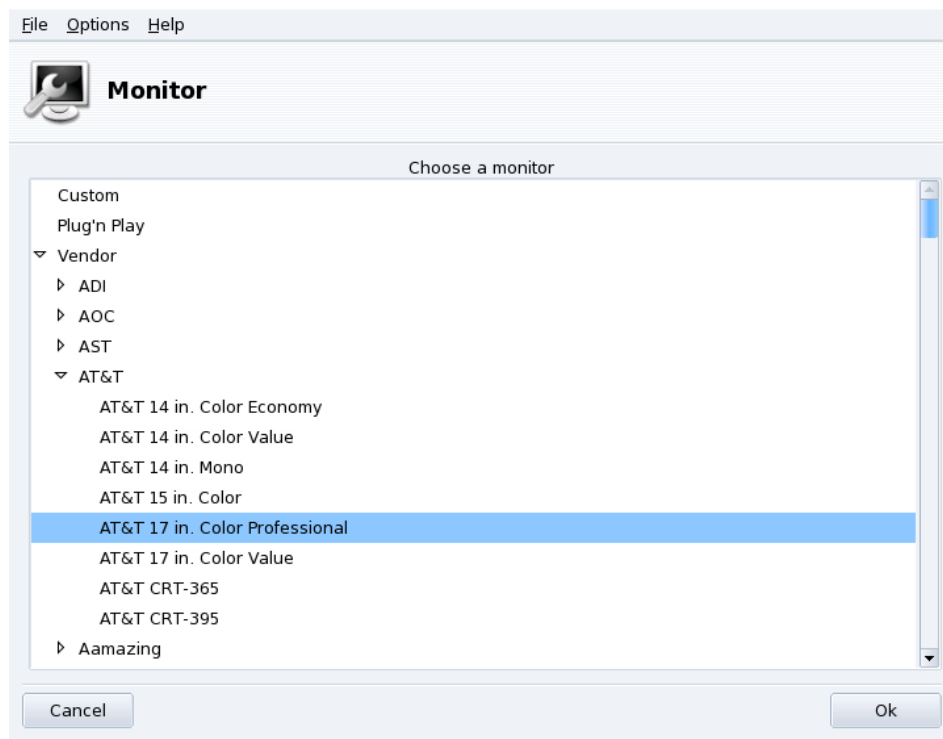 File Options Help
Monitor
Choose a monitor
Custom
Plug'n Play
Vendor
ADI
AOC
AST
AT&T
AT&T 14 in. Color Economy
AT&T 14 in. Color Value
AT&T 14 in. Mono
AT&T 15 in. Color
AT&T 17 in. Color Professional
AT&T 17 in. Color Value
AT&T CRT-365
AT&T CRT-395
Aamazing
Cancel Ok